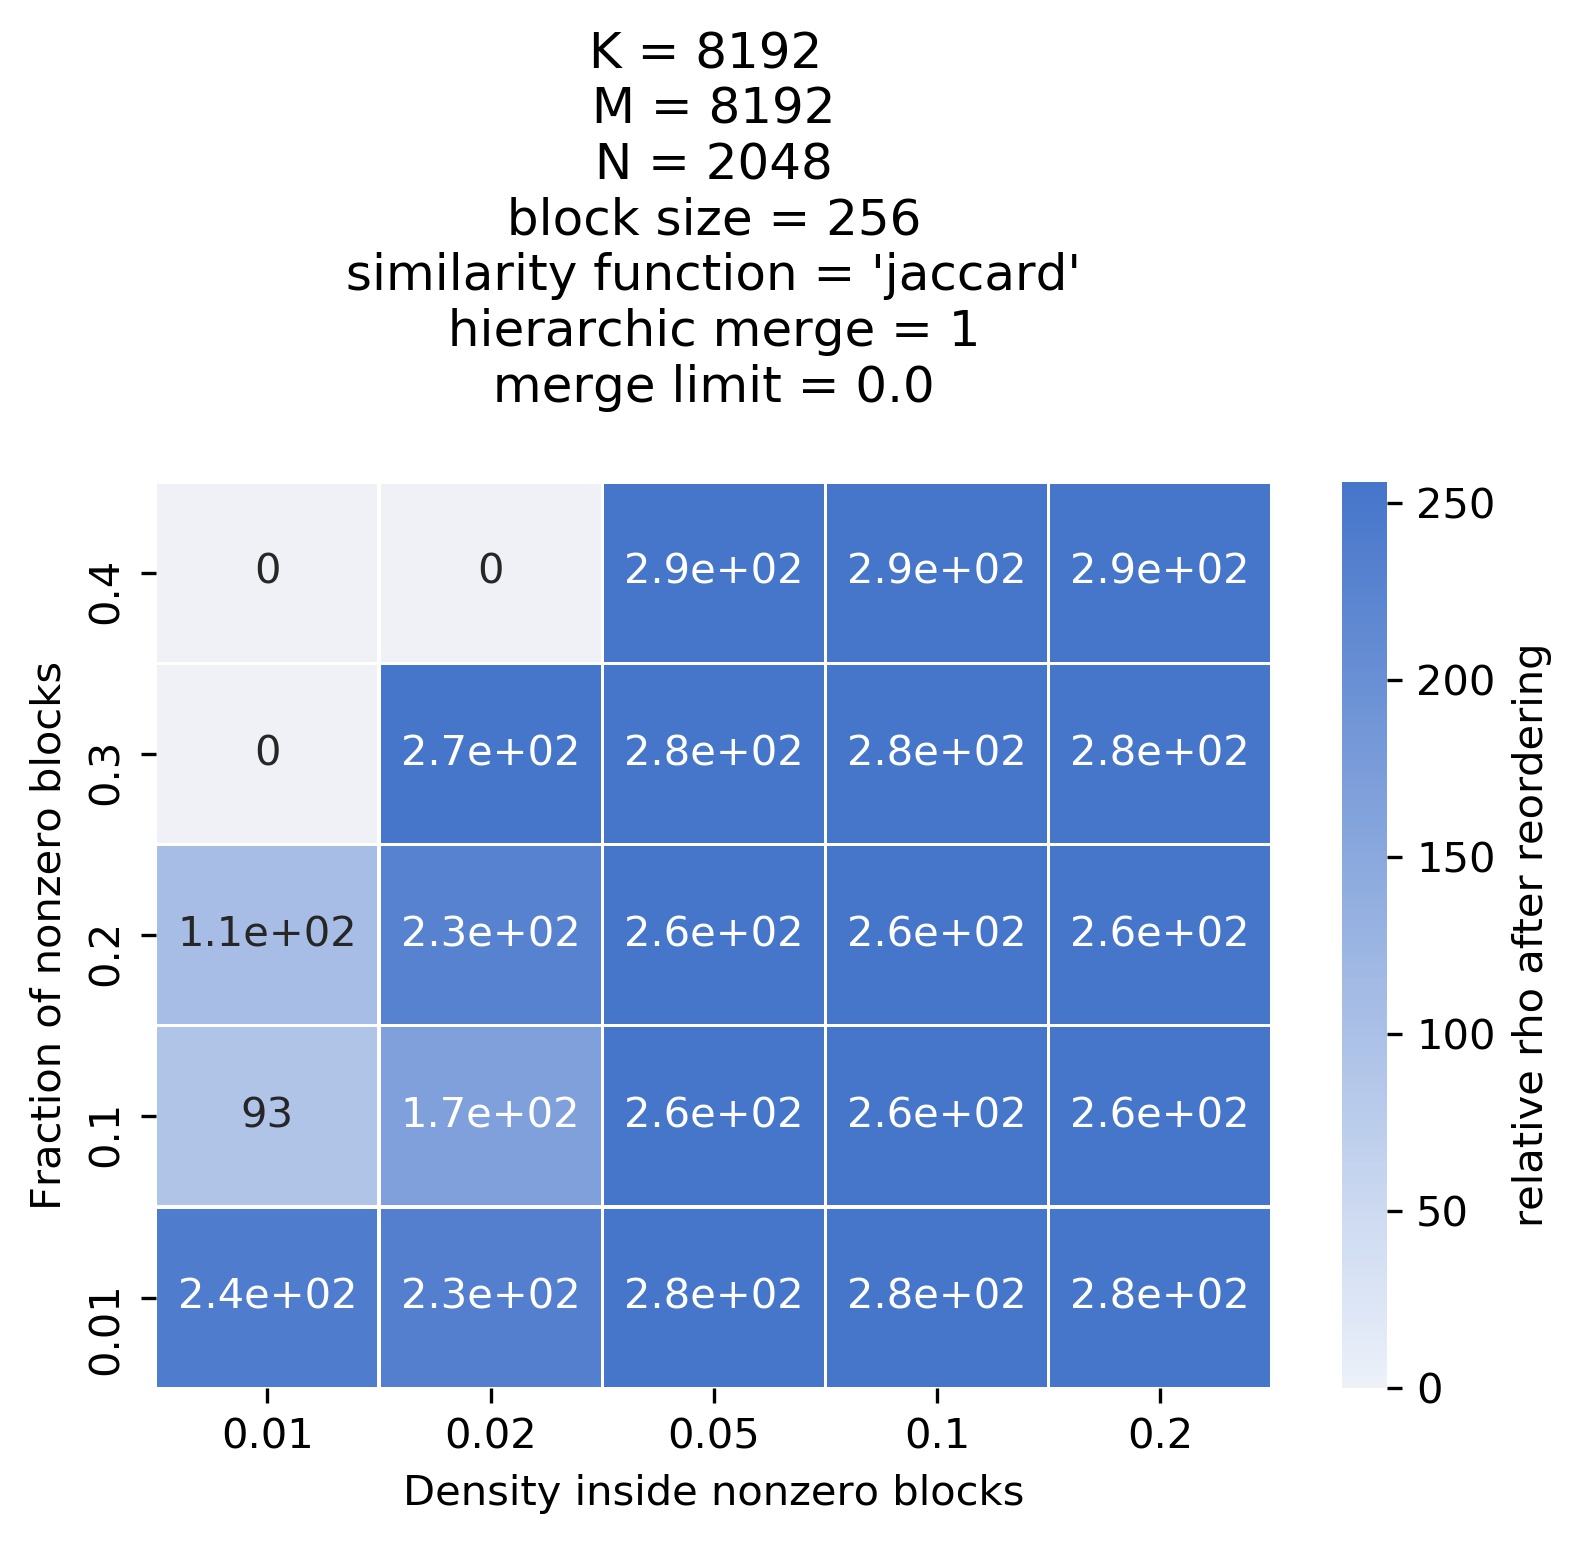 K = 8192
M = 8192
N = 2048
block size = 256
similarity function = 'jaccard'
hierarchic merge = 1
merge limit = 0.0
Fraction of nonzero blocks
0.4
0 0 2.9e+02 2.9e+02 2.9e+02
0.3
0 2.7e+02 2.8e+02 2.8e+02 2.8e+02
0.2
1.1e+02 2.3e+02 2.6e+02 2.6e+02 2.6e+02
0.1
93 1.7e+02 2.6e+02 2.6e+02 2.6e+02
0.01
2.4e+02 2.3e+02 2.8e+02 2.8e+02 2.8e+02
0.01 0.02 0.05 0.1 0.2
Density inside nonzero blocks
250
200
150
100
50
0
relative rho after reordering